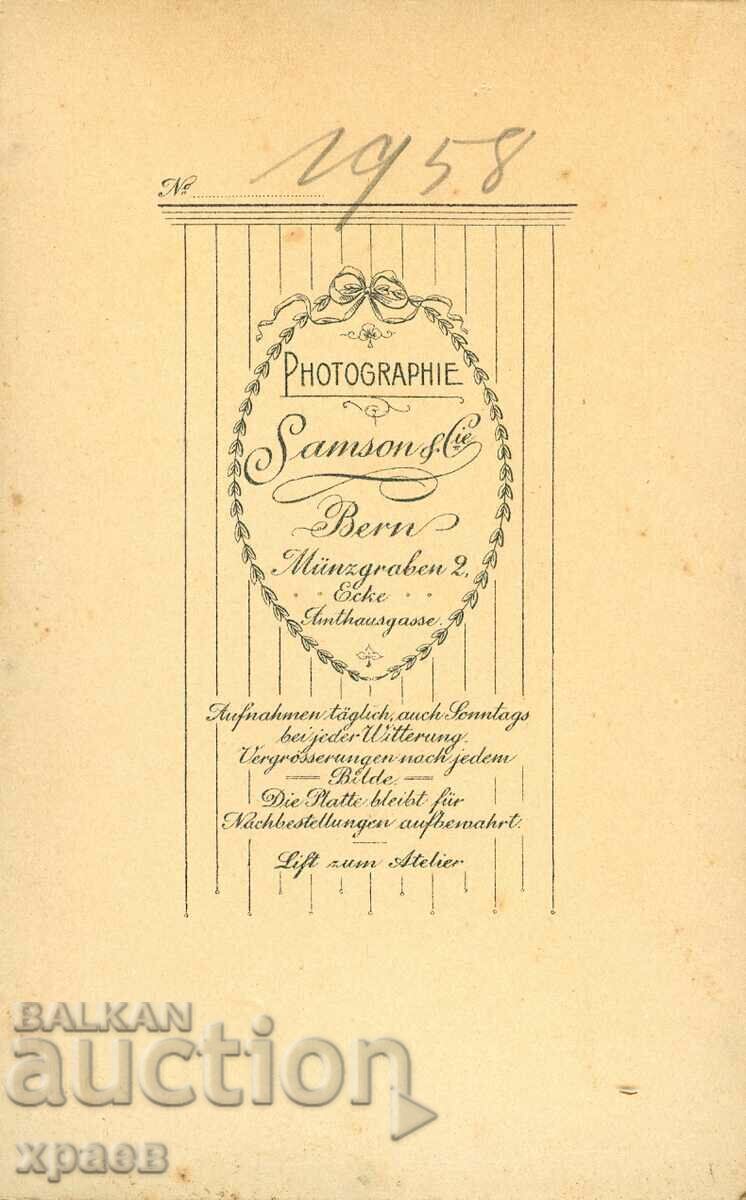 No 1958
PHOTOGRAPHIE
Samson & Cie
Bern
Münzgraben 2,
Ecke
Amthausgasse.
Aufnahmen täglich, auch Sonntags
bei jeder Witterung.
Vergrösserungen nach jedem
Bilde.
Die Platte bleibt für
Nachbestellungen aufbewahrt.
Lift zum Atelier
BALKAN
auction
храев